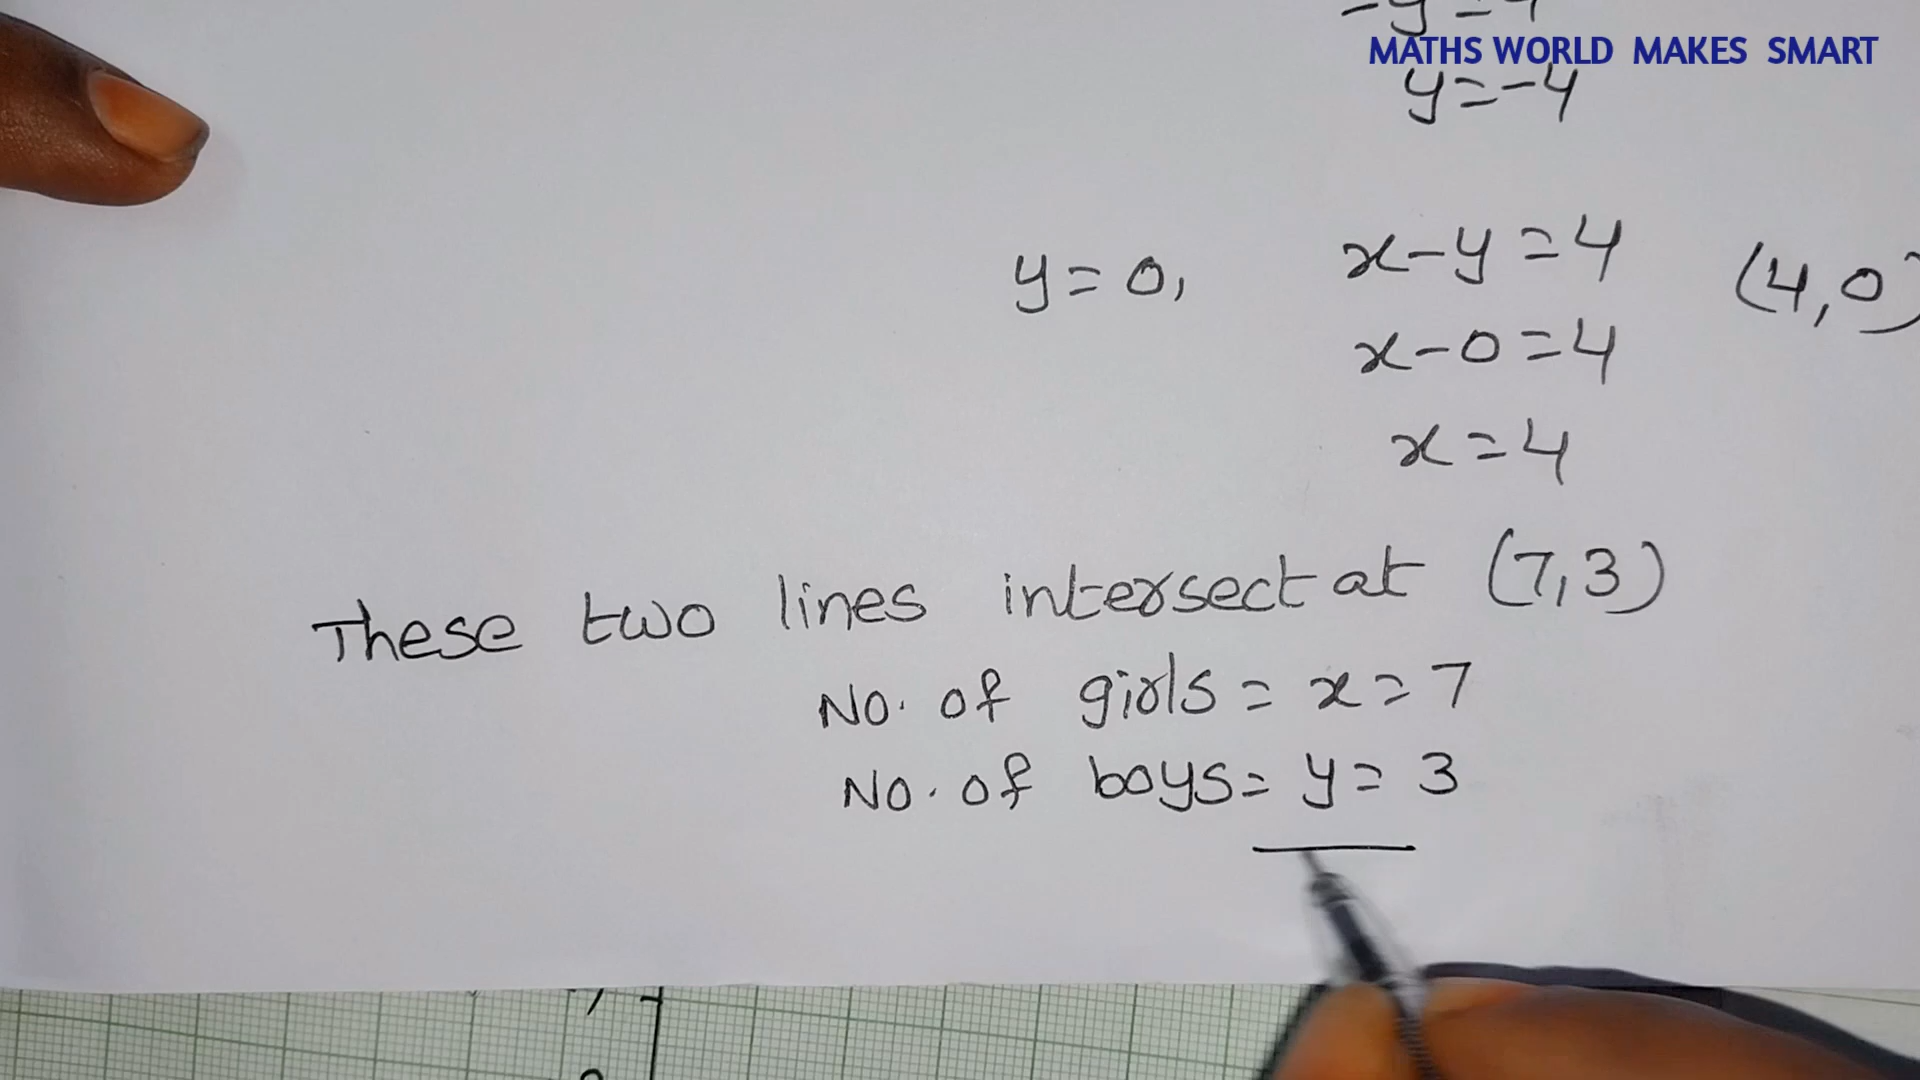 -y=4
MATHS WORLD MAKES SMART
y=-4
y=0, x-y=4 (4,0)
x-0=4
x=4
These two lines intersect at (7,3)
No. of girls = x=7
No. of boys= y= 3